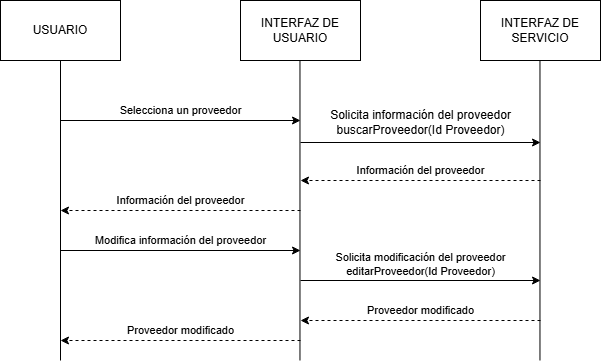 USUARIO
INTERFAZ DE
USUARIO
INTERFAZ DE
SERVICIO
Selecciona un proveedor
Solicita información del proveedor
buscarProveedor(Id Proveedor)
Información del proveedor
Información del proveedor
Modifica información del proveedor
Solicita modificación del proveedor
editarProveedor(Id Proveedor)
Proveedor modificado
Proveedor modificado